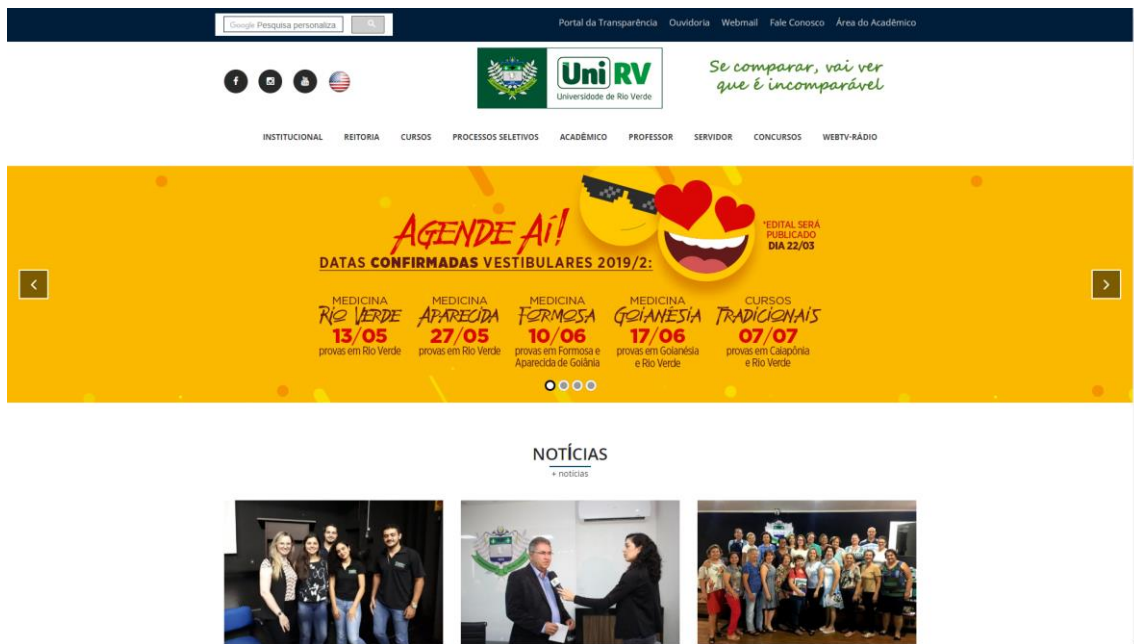 Google Pesquisa personaliza
Portal da Transparência Ouvidoria Webmail Fale Conosco Área do Acadêmico
Uni RV
Universidade de Rio Verde
Se comparar, vai ver
que é incomparável
INSTITUCIONAL REITORIA CURSOS PROCESSOS SELETIVOS ACADÊMICO PROFESSOR SERVIDOR CONCURSOS WEBTV-RÁDIO
AGENDE AÍ!
*EDITAL SERÁ
PUBLICADO
DIA 22/03
DATAS CONFIRMADAS VESTIBULARES 2019/2:
MEDICINA
RIO VERDE
13/05
provas em Rio Verde
MEDICINA
APARECIDA
27/05
provas em Rio Verde
MEDICINA
FORMOSA
10/06
provas em Formosa e
Aparecida de Goiânia
MEDICINA
GOIANÉSIA
17/06
provas em Goianésia
e Rio Verde
CURSOS
TRADICIONAIS
07/07
provas em Caiapônia
e Rio Verde
NOTÍCIAS
+ notícias